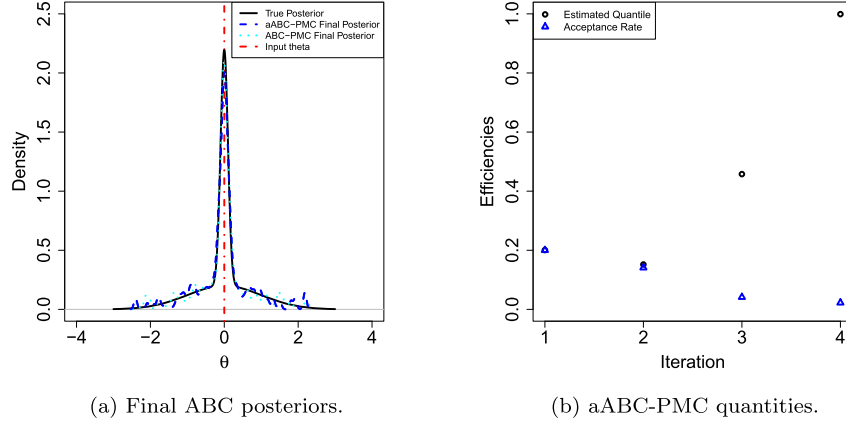 True Posterior
aABC-PMC Final Posterior
ABC-PMC Final Posterior
Input theta
Density
0.0 0.5 1.0 1.5 2.0 2.5
−4 −2 0 2 4
θ
(a) Final ABC posteriors.
Estimated Quantile
Acceptance Rate
Efficiencies
0.0 0.2 0.4 0.6 0.8 1.0
1 2 3 4
Iteration
(b) aABC-PMC quantities.